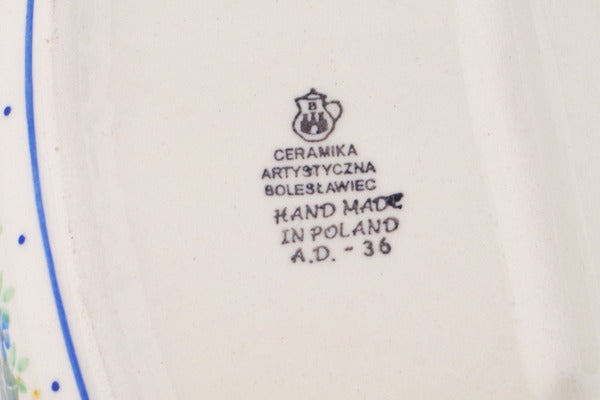 B
CERAMIKA
ARTYSTYCZNA
BOLESŁAWIEC
HAND MADE
IN POLAND
A.D. - 36